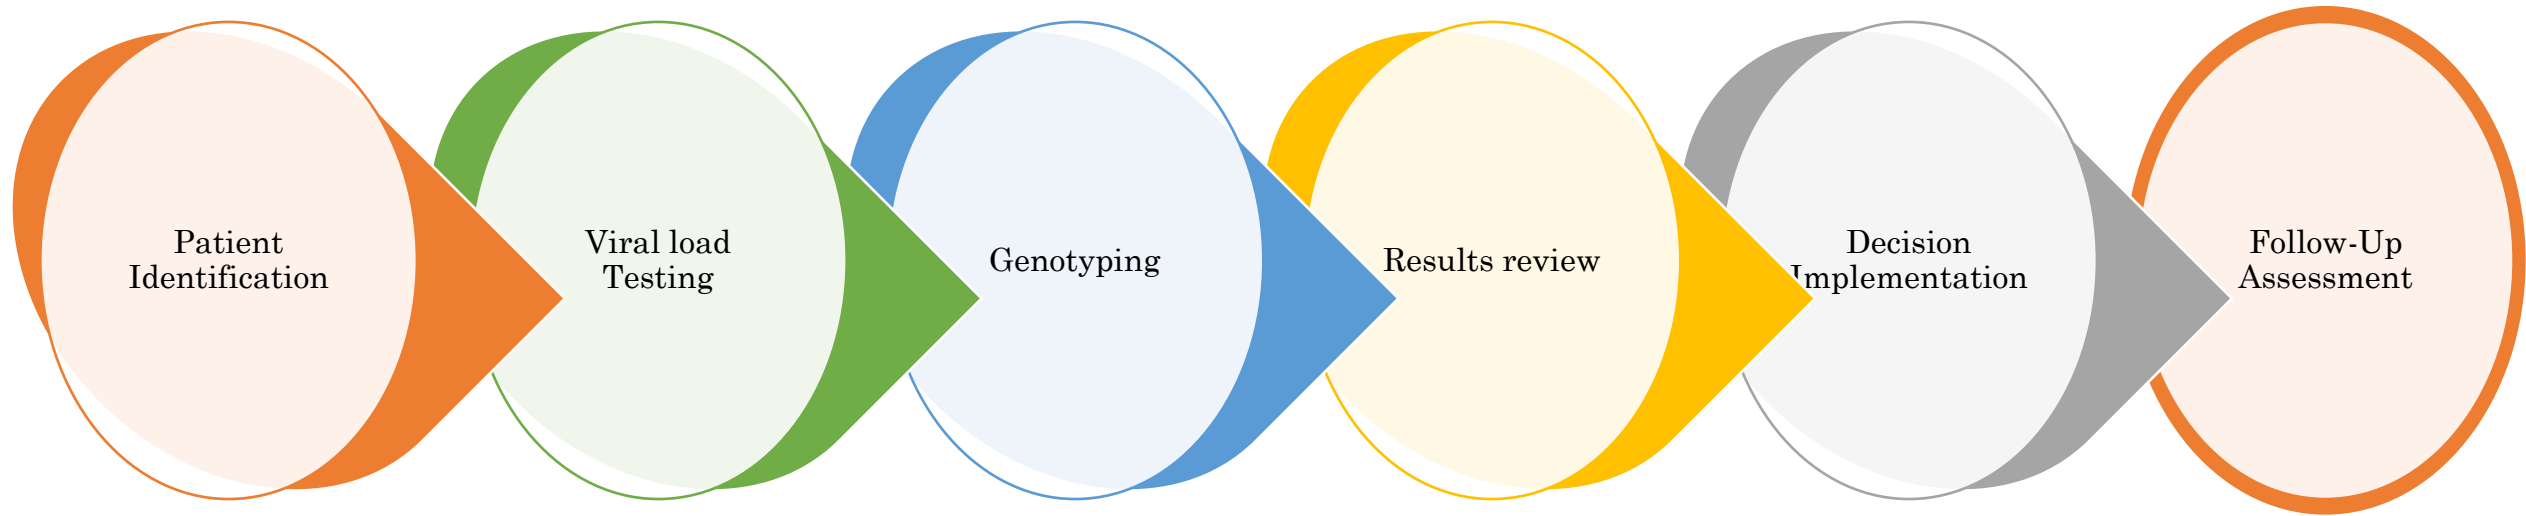 Patient
Identification
Viral load
Testing
Genotyping
Results review
Decision
Implementation
Follow-Up
Assessment